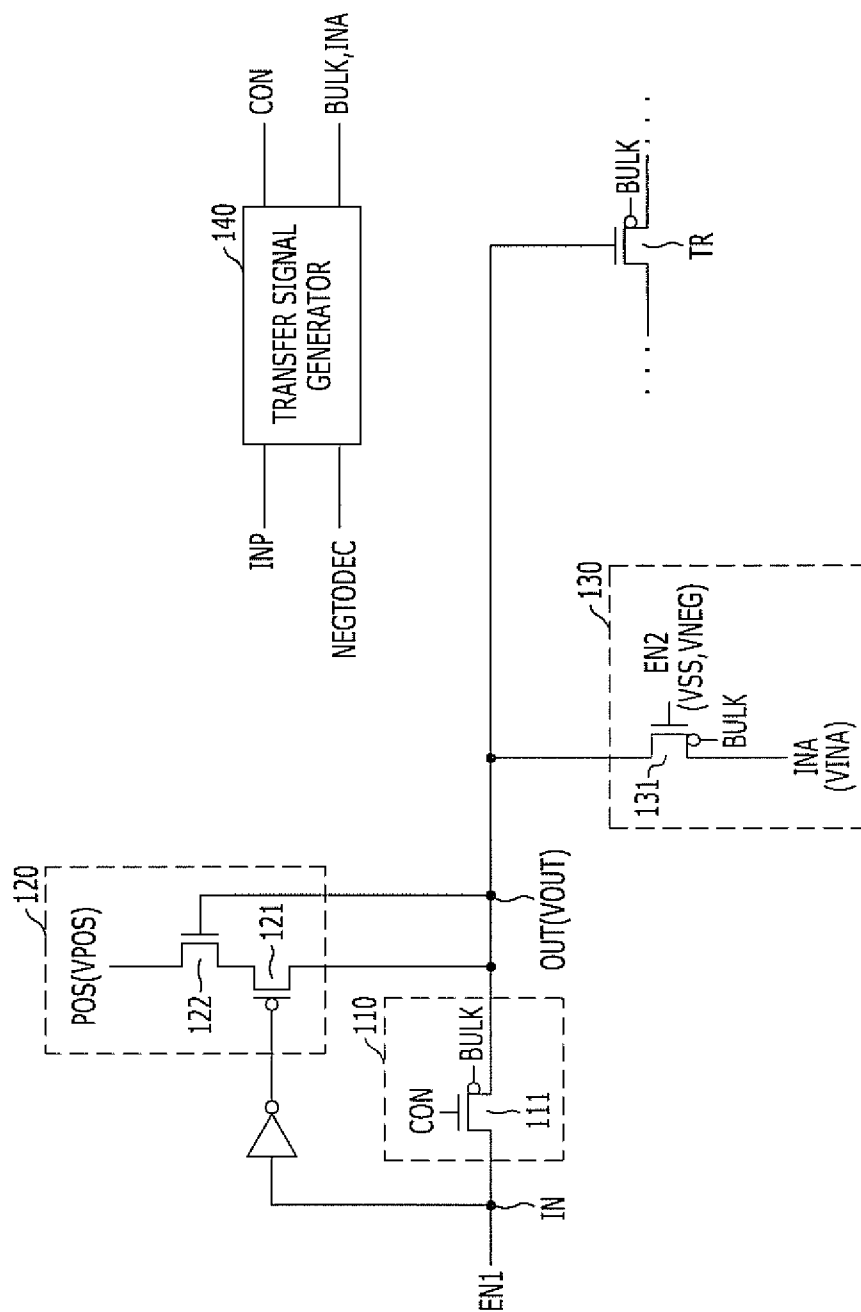 140
TRANSFER SIGNAL
GENERATOR
INP
NEGTODEC
CON
BULK,INA
120
POS(VPOS)
122
121
110
CON
BULK
111
IN
EN1
OUT(VOUT)
130
EN2
(VSS,VNEG)
BULK
131
INA
(VINA)
BULK
TR